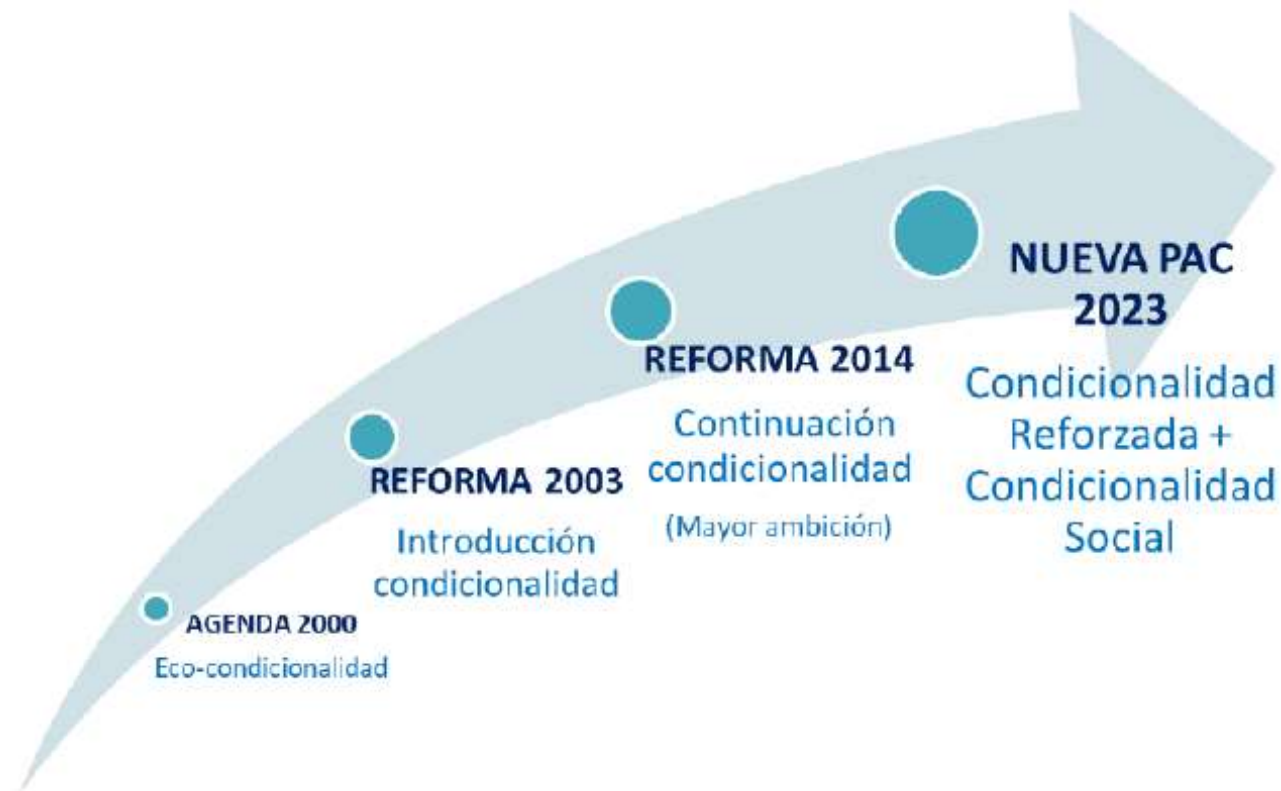 AGENDA 2000
Eco-condicionalidad
REFORMA 2003
Introducción
condicionalidad
REFORMA 2014
Continuación
condicionalidad
(Mayor ambición)
NUEVA PAC
2023
Condicionalidad
Reforzada +
Condicionalidad
Social